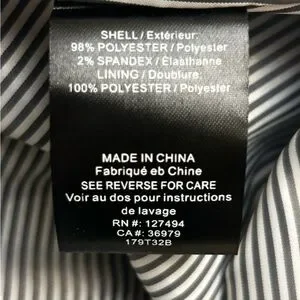 SHELL / Extérieur:
98% POLYESTER / Polyester
2% SPANDEX / Élasthanne
LINING / Doublure:
100% POLYESTER / Polyester
MADE IN CHINA
Fabriqué eb Chine
SEE REVERSE FOR CARE
Voir au dos pour instructions
de lavage
RN #: 127494
CA#: 36979
179T32B